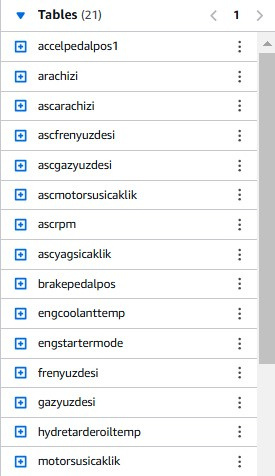 Tables (21) 1
accelpedalpos1
arachizi
ascarachizi
ascfrenyuzdesi
ascgazyuzdesi
ascmotorsusicaklik
ascrpm
ascyagsicaklik
brakepedalpos
engcoolanttemp
engstartermode
frenyuzdesi
gazyuzdesi
hydretarderoiltemp
motorsusicaklik